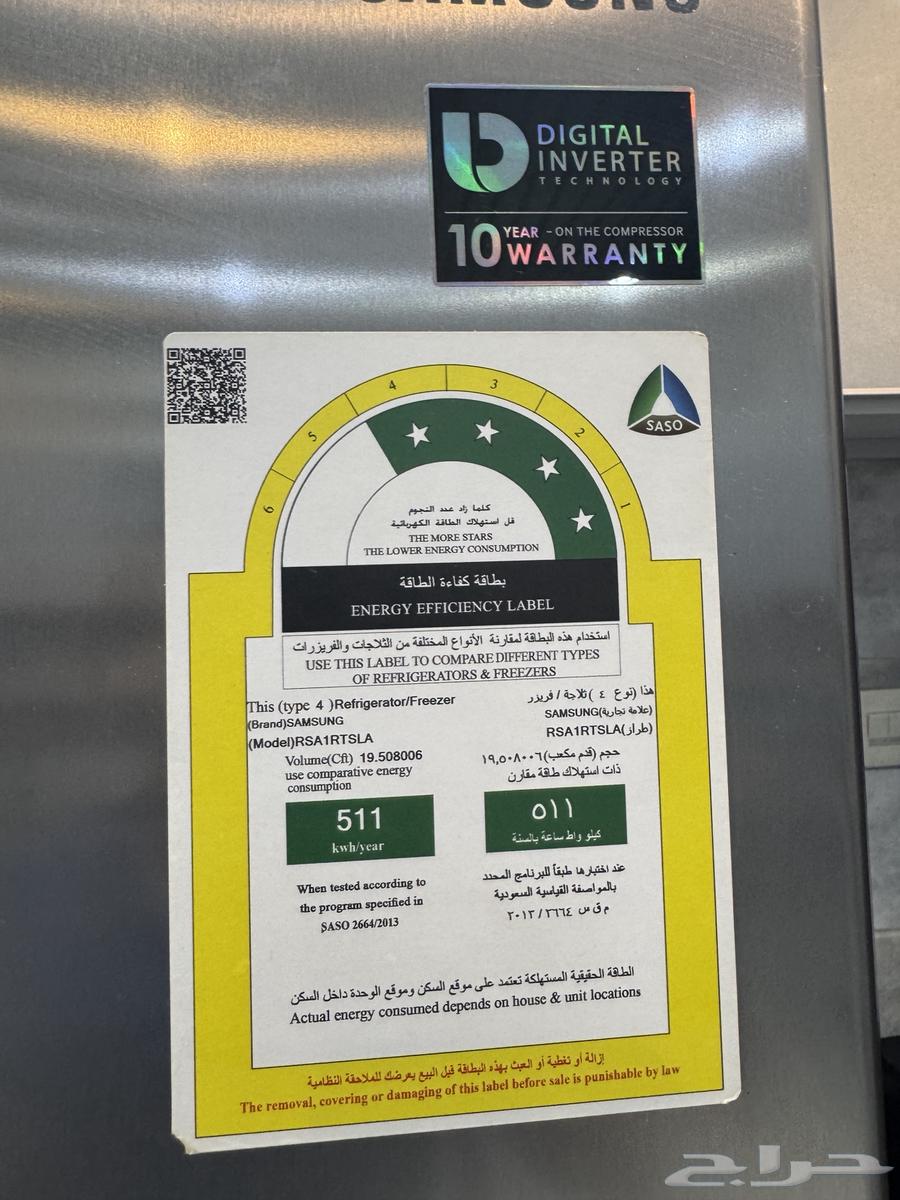 SAMSUNG
DIGITAL
INVERTER
TECHNOLOGY
10 YEAR - ON THE COMPRESSOR
WARRANTY
SASO
6 5 4 3 2 1
كلما زاد عدد النجوم
قل استهلاك الطاقة الكهربائية
THE MORE STARS
THE LOWER ENERGY CONSUMPTION
بطاقة كفاءة الطاقة
ENERGY EFFICIENCY LABEL
استخدام هذه البطاقة لمقارنة الأنواع المختلفة من الثلاجات والفريزرات
USE THIS LABEL TO COMPARE DIFFERENT TYPES
OF REFRIGERATORS & FREEZERS
This (type 4 )Refrigerator/Freezer
(Brand)SAMSUNG
(Model)RSA1RTSLA
Volume(Cft) 19.508006
use comparative energy
consumption
511
kwh/year
When tested according to
the program specified in
SASO 2664/2013
هذا (نوع ٤ )ثلاجة / فريزر
(علامة تجارية)SAMSUNG
(طراز)RSA1RTSLA
حجم (قدم مكعب)١٩,٥٠٨٠٠٦
ذات استهلاك طاقة مقارن
٥١١
كيلو واط ساعة بالسنة
عند اختبارها طبقاً للبرنامج المحدد
بالمواصفة القياسية السعودية
م ق س ٢٦٦٤ / ٢٠١٣
الطاقة الحقيقية المستهلكة تعتمد على موقع السكن وموقع الوحدة داخل السكن
Actual energy consumed depends on house & unit locations
إزالة أو تغطية أو العبث بهذه البطاقة قبل البيع يعرضك للملاحقة النظامية
The removal, covering or damaging of this label before sale is punishable by law
حراج